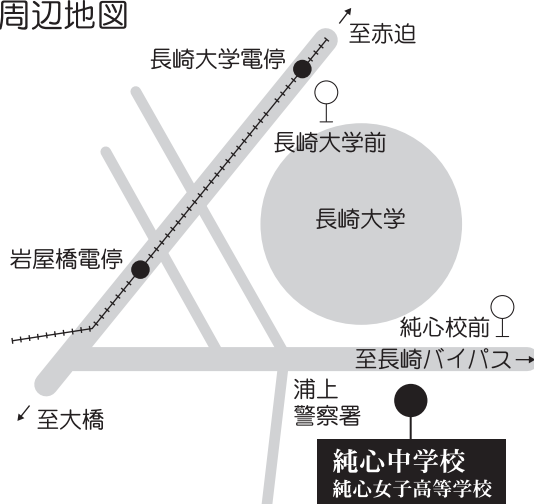 周辺地図
至赤迫
長崎大学電停
長崎大学前
長崎大学
岩屋橋電停
純心校前
至長崎バイパス→
浦上
警察署
至大橋
純心中学校
純心女子高等学校